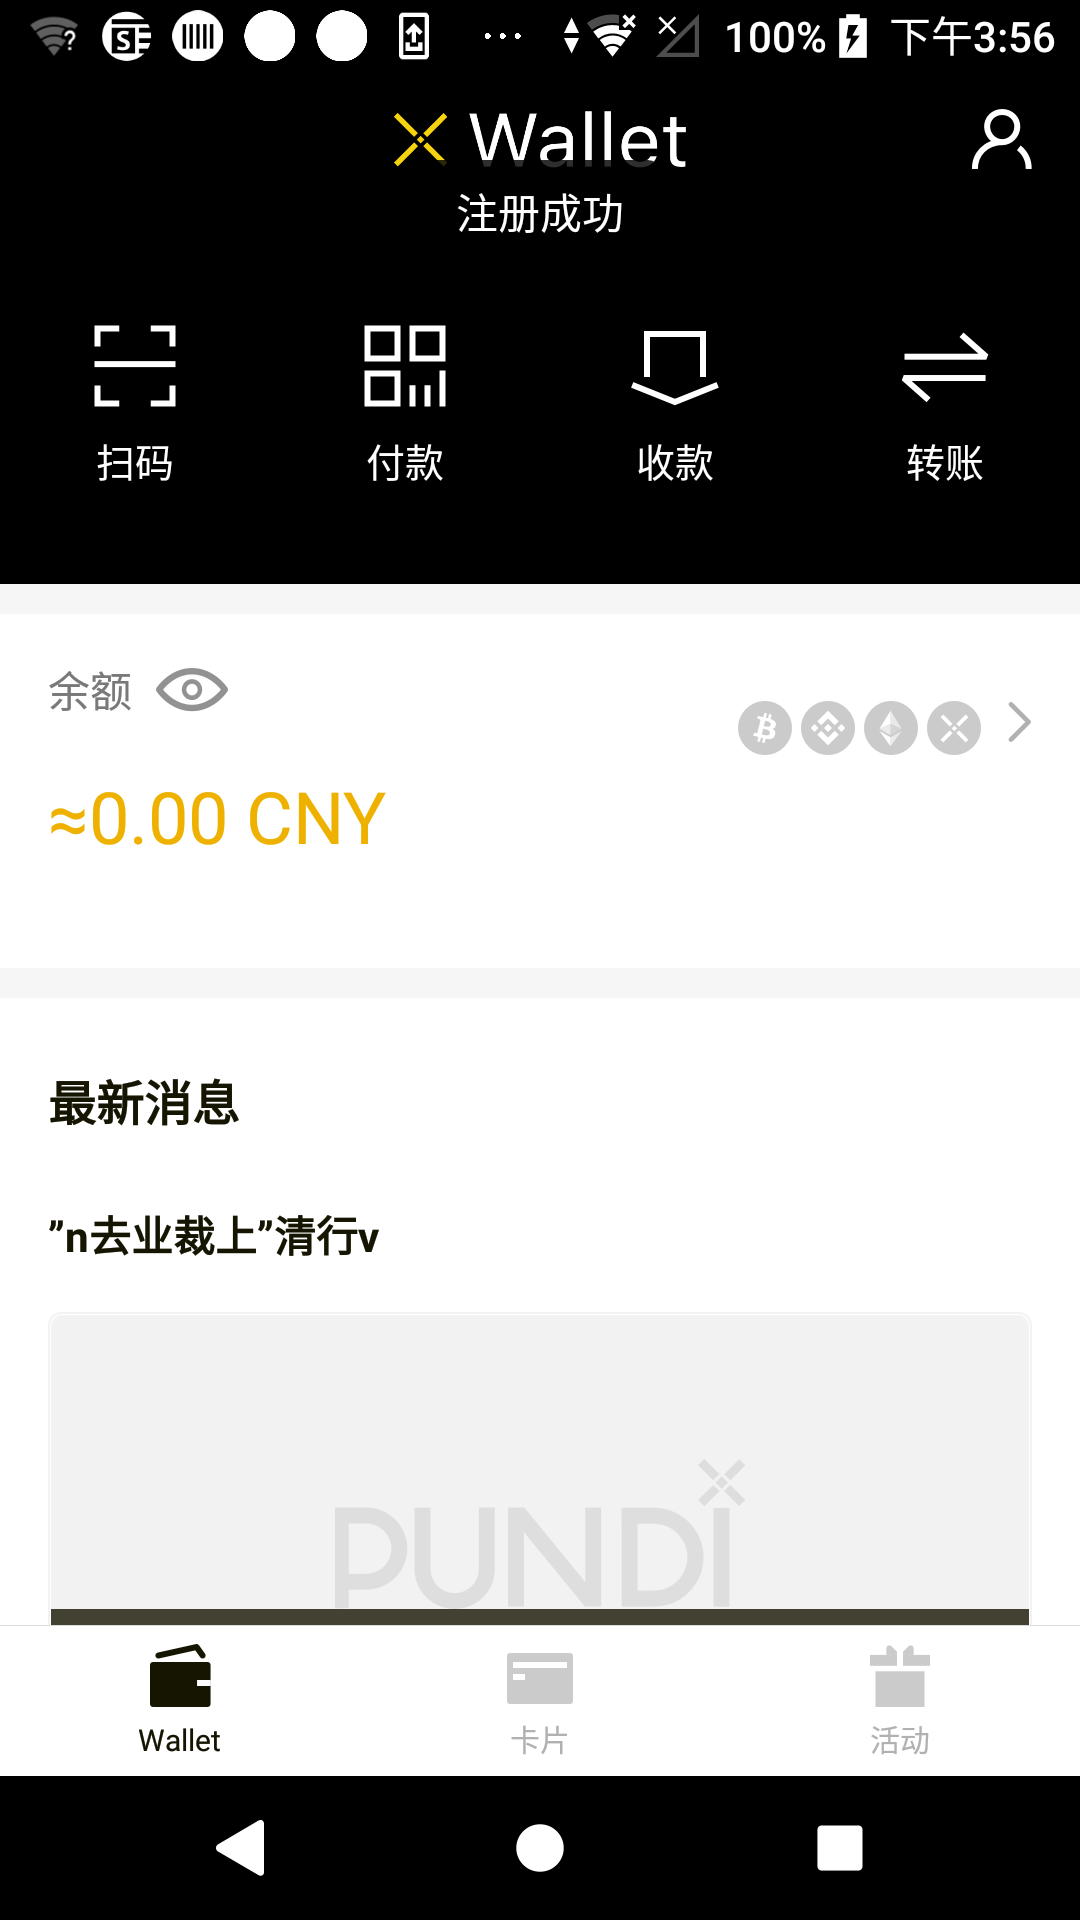 100% 下午3:56
Wallet
注册成功
扫码 付款 收款 转账
余额
≈0.00 CNY
最新消息
”n去业裁上”清行v
PUNDI
Wallet 卡片 活动